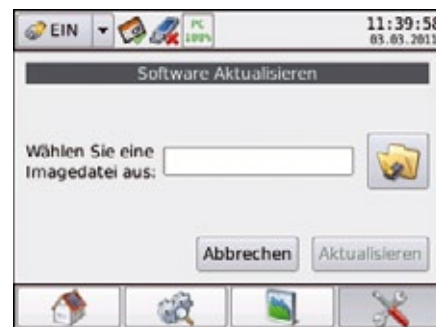 EIN
PC
100%
11:39:58
03.03.2011
Software Aktualisieren
Wählen Sie eine
Imagedatei aus:
Abbrechen
Aktualisieren